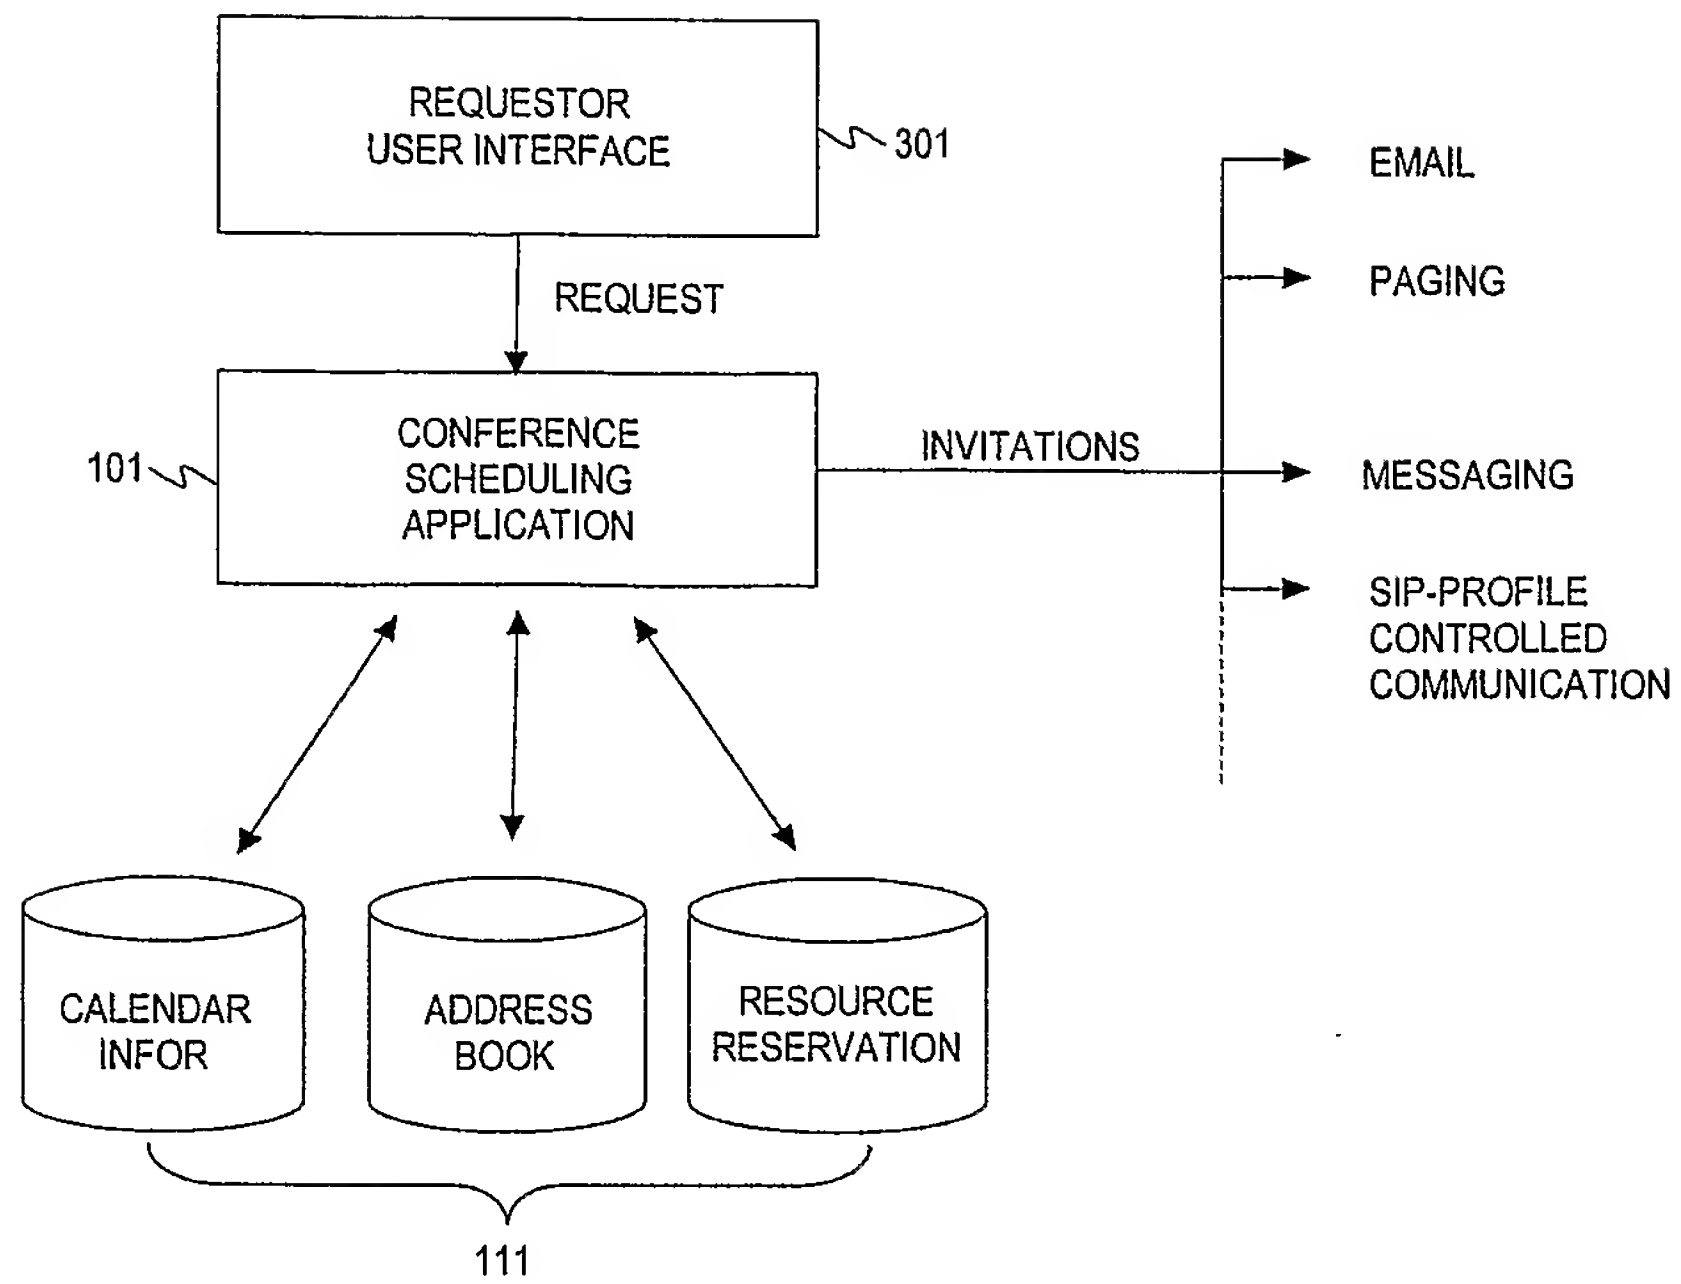 REQUESTOR
USER INTERFACE
301
REQUEST
CONFERENCE
SCHEDULING
APPLICATION
101
INVITATIONS
EMAIL
PAGING
MESSAGING
SIP-PROFILE
CONTROLLED
COMMUNICATION
CALENDAR
INFOR
ADDRESS
BOOK
RESOURCE
RESERVATION
111